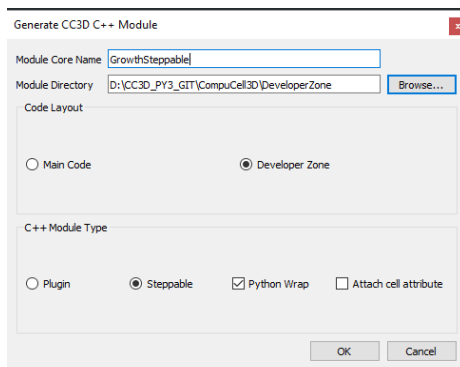 Generate CC3D C++ Module
x
Module Core Name GrowthSteppable
Module Directory D:\CC3D_PY3_GIT\CompuCell3D\DeveloperZone Browse...
Code Layout
Main Code Developer Zone
C++ Module Type
Plugin Steppable Python Wrap Attach cell attribute
OK Cancel